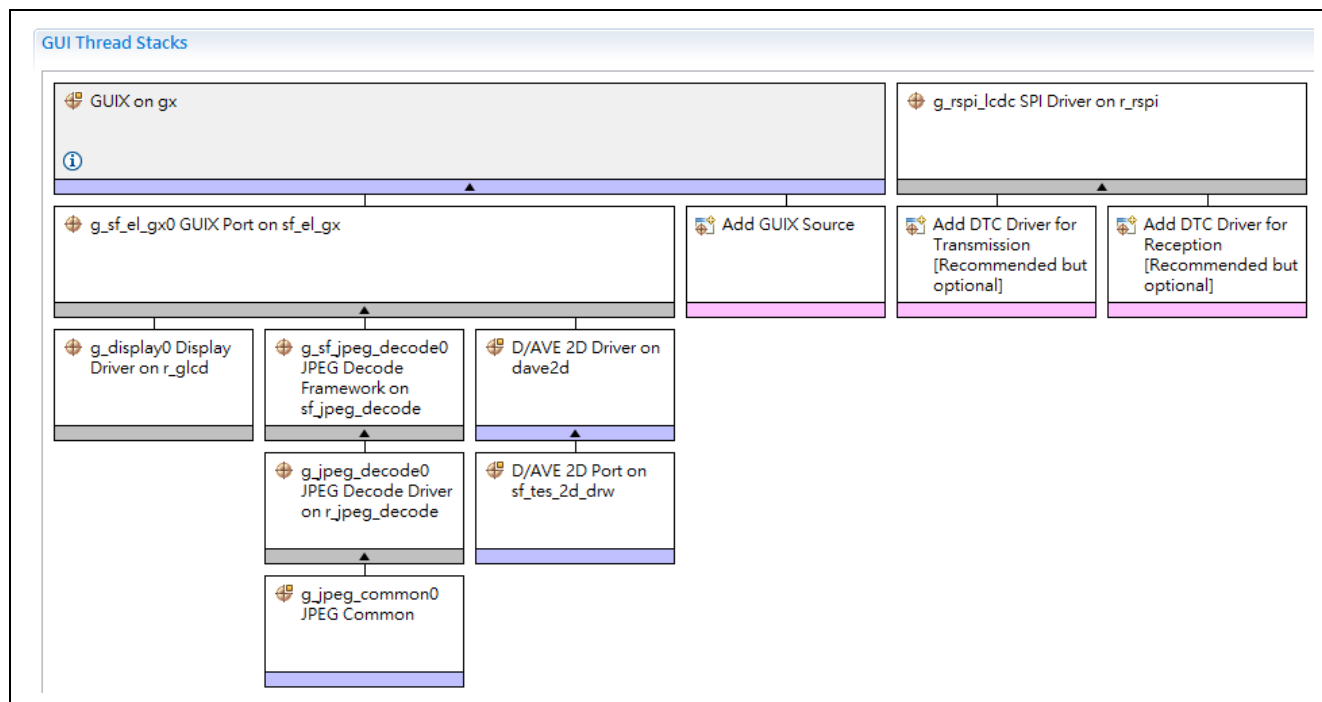 GUI Thread Stacks
GUIX on gx
g_rspi_lcdc SPI Driver on r_rspi
g_sf_el_gx0 GUIX Port on sf_el_gx
Add GUIX Source
Add DTC Driver for
Transmission
[Recommended but
optional]
Add DTC Driver for
Reception
[Recommended but
optional]
g_display0 Display
Driver on r_glcd
g_sf_jpeg_decode0
JPEG Decode
Framework on
sf_jpeg_decode
D/AVE 2D Driver on
dave2d
g_jpeg_decode0
JPEG Decode Driver
on r_jpeg_decode
D/AVE 2D Port on
sf_tes_2d_drw
g_jpeg_common0
JPEG Common